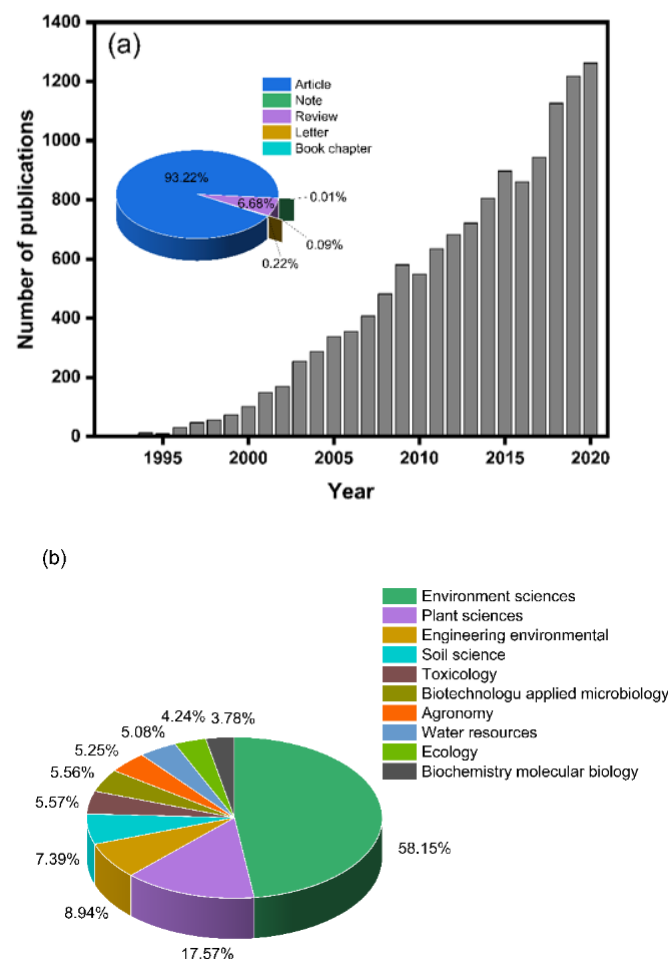 (a)
1400
1200
1000
800
600
400
200
0
Number of publications
Article
Note
Review
Letter
Book chapter
93.22%
6.68%
0.01%
0.09%
0.22%
1995
2000
2005
2010
2015
2020
Year
(b)
Environment sciences
Plant sciences
Engineering environmental
Soil science
Toxicology
Biotechnologu applied microbiology
Agronomy
Water resources
Ecology
Biochemistry molecular biology
4.24%
3.78%
5.08%
5.25%
5.56%
5.57%
7.39%
8.94%
17.57%
58.15%